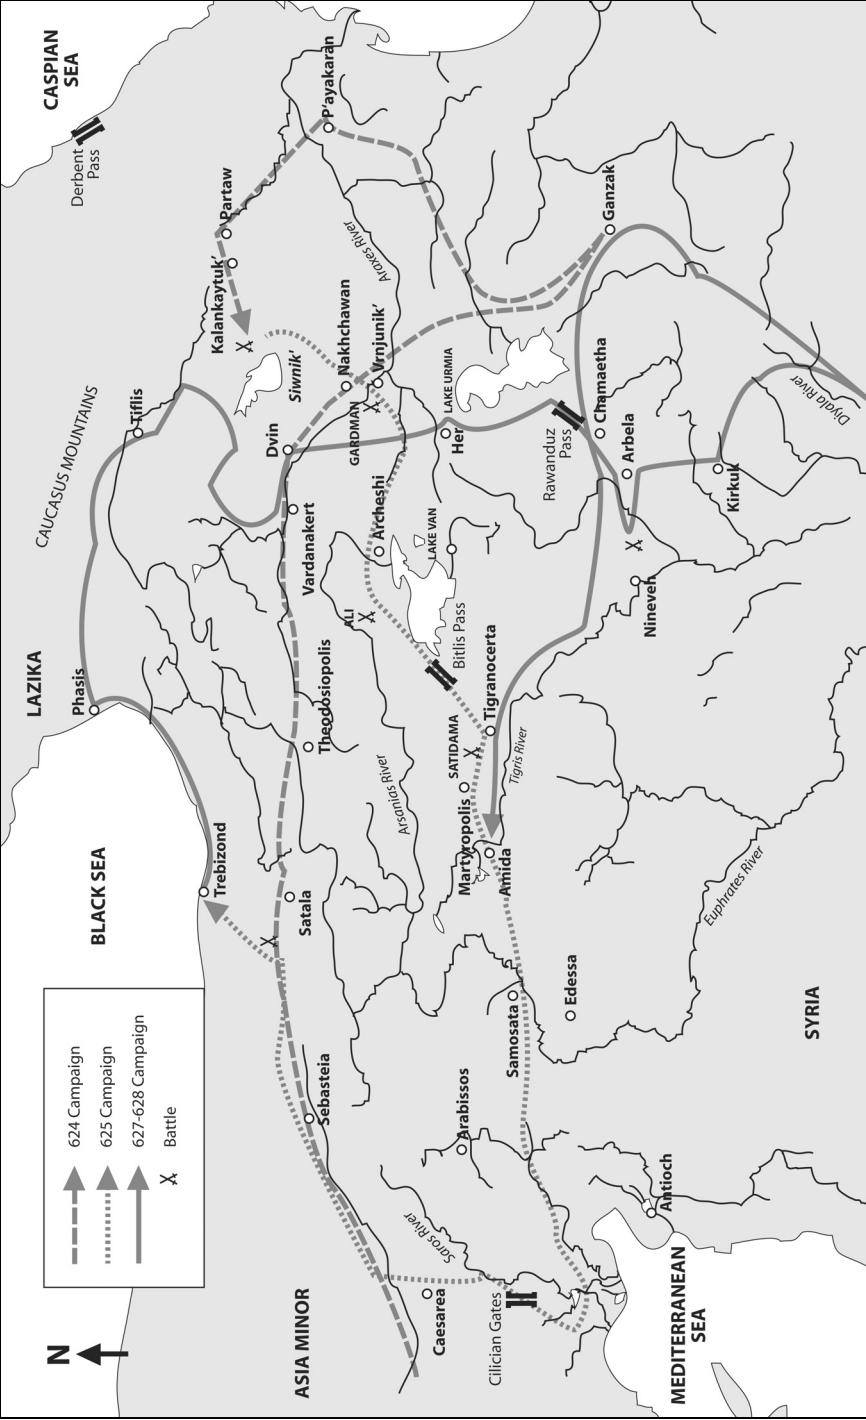 N
624 Campaign
625 Campaign
627-628 Campaign
Battle
CASPIAN
SEA
Derbent
Pass
CAUCASUS MOUNTAINS
LAZIKA
BLACK SEA
Phasis
Tiflis
Partaw
Kalankaytuk'
P'ayakaran
Trebizond
Siwnik'
Araxes River
Nakhchawan
Vrnjunik'
Dvin
GARDMAN
Vardanakert
Theodosiopolis
Satala
Sebasteia
ASIA MINOR
Archeshi
ALI
Arsanias River
LAKE URMIA
Her
LAKE VAN
Bitlis Pass
Ganzak
Rawanduz
Pass
Chamaetha
Arbela
Kirkuk
Diyala River
Nineveh
Tigranocerta
SATIDAMA
Martyropolis
Tigris River
Amida
Samosata
Edessa
Euphrates River
Arabissos
Saros River
Caesarea
Cilician Gates
Antioch
SYRIA
MEDITERRANEAN
SEA